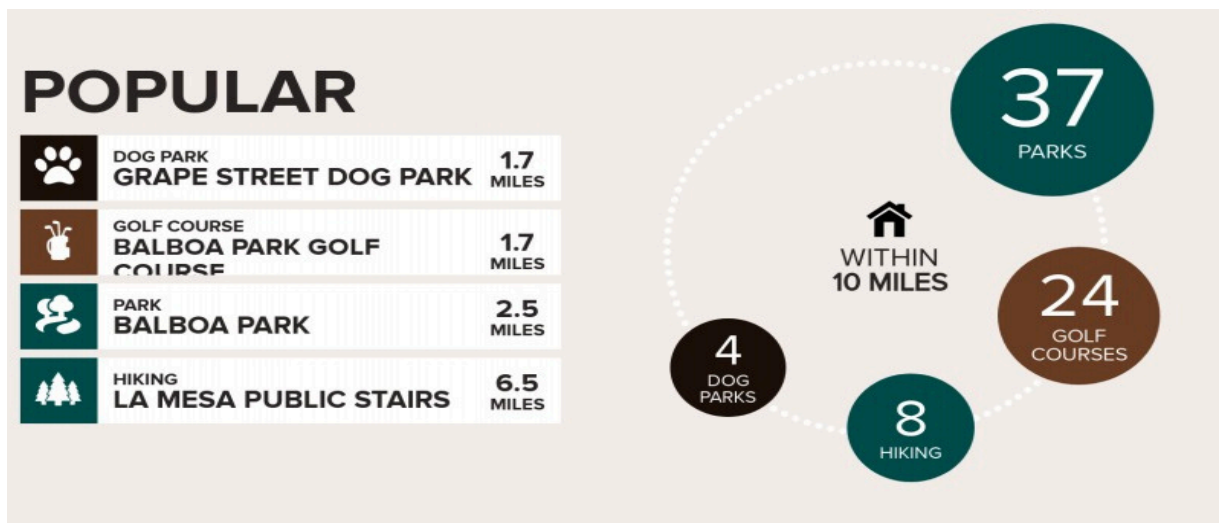 POPULAR
DOG PARK
GRAPE STREET DOG PARK
1.7
MILES
GOLF COURSE
BALBOA PARK GOLF
COURSE
1.7
MILES
PARK
BALBOA PARK
2.5
MILES
HIKING
LA MESA PUBLIC STAIRS
6.5
MILES
37
PARKS
WITHIN
10 MILES
24
GOLF
COURSES
4
DOG
PARKS
8
HIKING